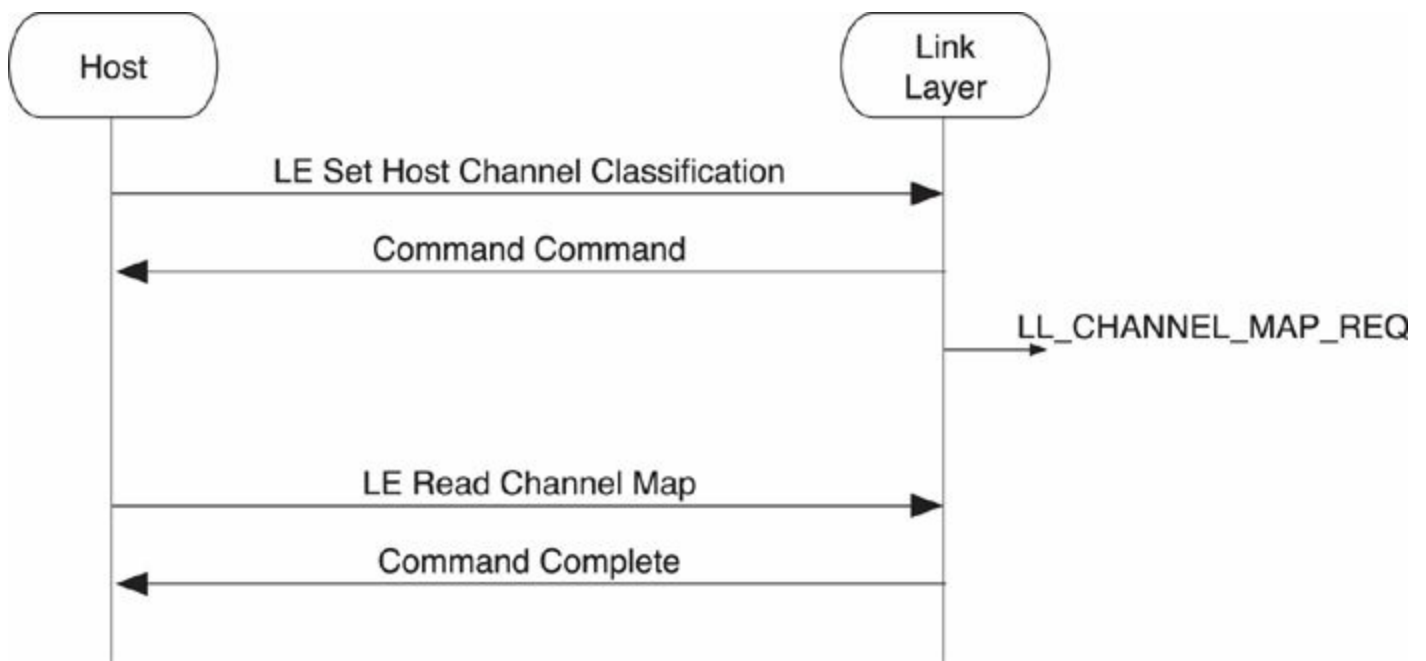 Host
Link
Layer
LE Set Host Channel Classification
Command Command
LL_CHANNEL_MAP_REQ
LE Read Channel Map
Command Complete